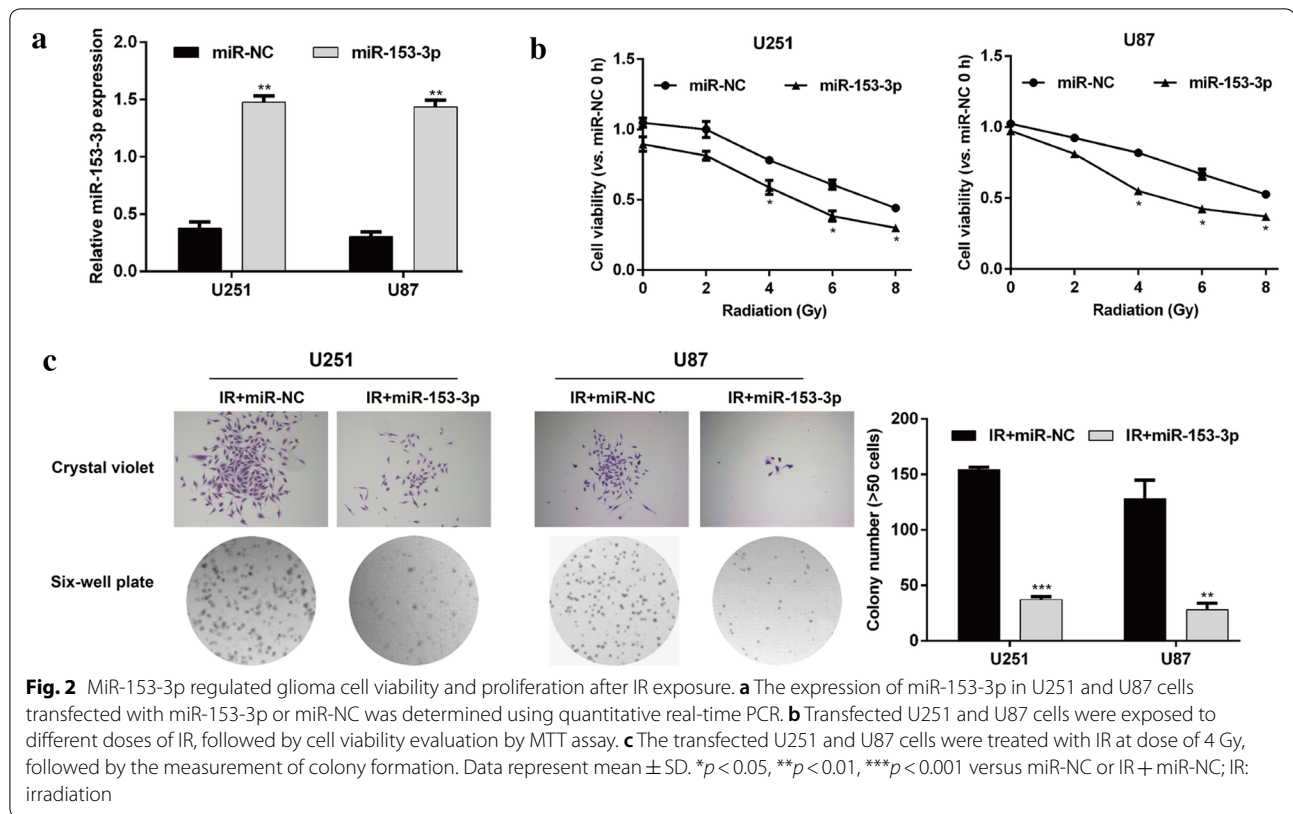 a
2.0
1.5
1.0
0.5
0.0
Relative miR-153-3p expression
miR-NC miR-153-3p
** **
U251 U87
b
U251
1.5
1.0
0.5
0.0
Cell viability (vs. miR-NC 0 h)
miR-NC miR-153-3p
* * *
0 2 4 6 8
Radiation (Gy)
U87
1.5
1.0
0.5
0.0
Cell viability (vs. miR-NC 0 h)
miR-NC miR-153-3p
* * *
0 2 4 6 8
Radiation (Gy)
c
U251 U87
IR+miR-NC IR+miR-153-3p IR+miR-NC IR+miR-153-3p
Crystal violet
Six-well plate
200
150
100
50
0
Colony number (>50 cells)
IR+miR-NC IR+miR-153-3p
*** **
U251 U87
Fig. 2 MiR-153-3p regulated glioma cell viability and proliferation after IR exposure. a The expression of miR-153-3p in U251 and U87 cells
transfected with miR-153-3p or miR-NC was determined using quantitative real-time PCR. b Transfected U251 and U87 cells were exposed to
different doses of IR, followed by cell viability evaluation by MTT assay. c The transfected U251 and U87 cells were treated with IR at dose of 4 Gy,
followed by the measurement of colony formation. Data represent mean ± SD. *p < 0.05, **p < 0.01, ***p < 0.001 versus miR-NC or IR + miR-NC; IR:
irradiation